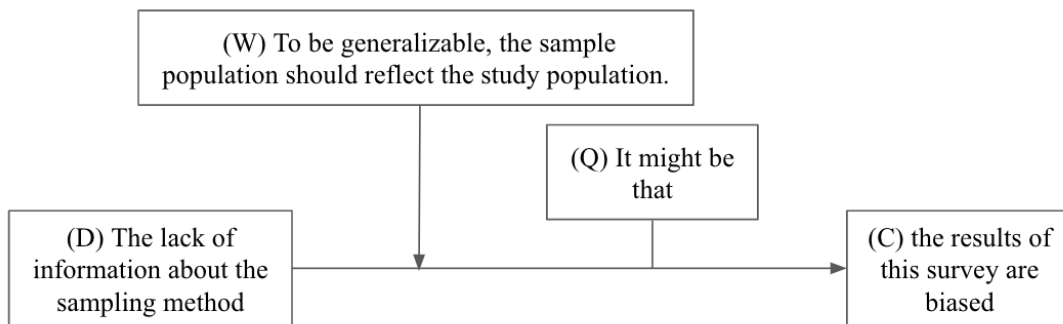 (W) To be generalizable, the sample
population should reflect the study population.
(Q) It might be
that
(D) The lack of
information about the
sampling method
(C) the results of
this survey are
biased